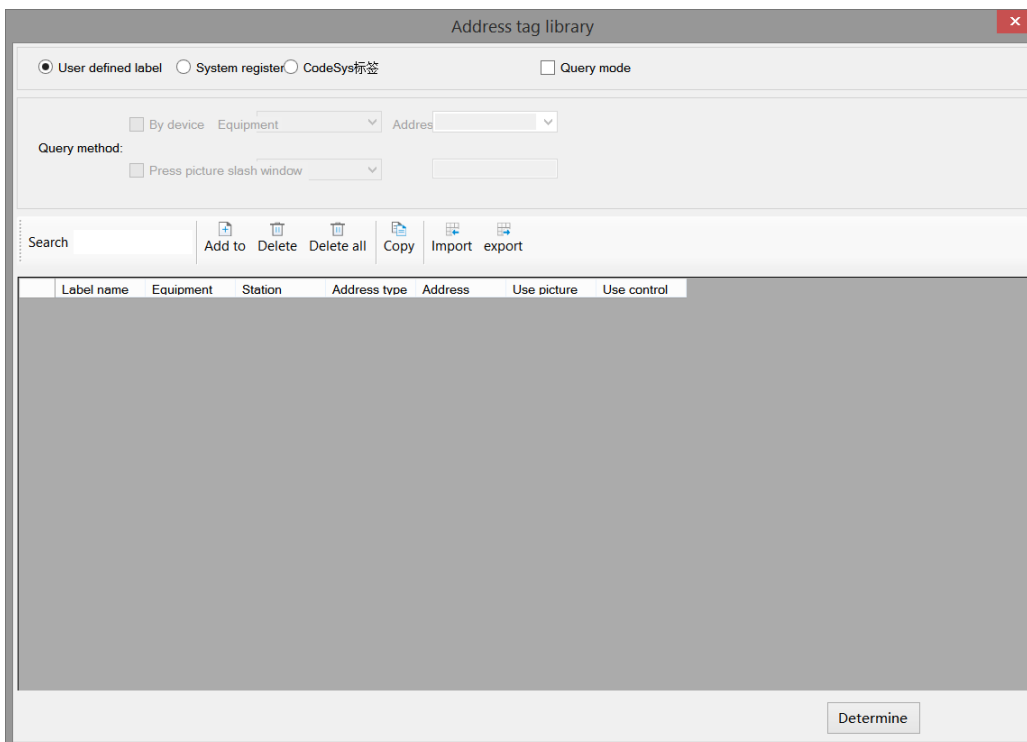 Address tag library
User defined label System register CodeSys标签 Query mode
By device Equipment Addres
Query method:
Press picture slash window
Search Add to Delete Delete all Copy Import export
Label name Equipment Station Address type Address Use picture Use control
Determine